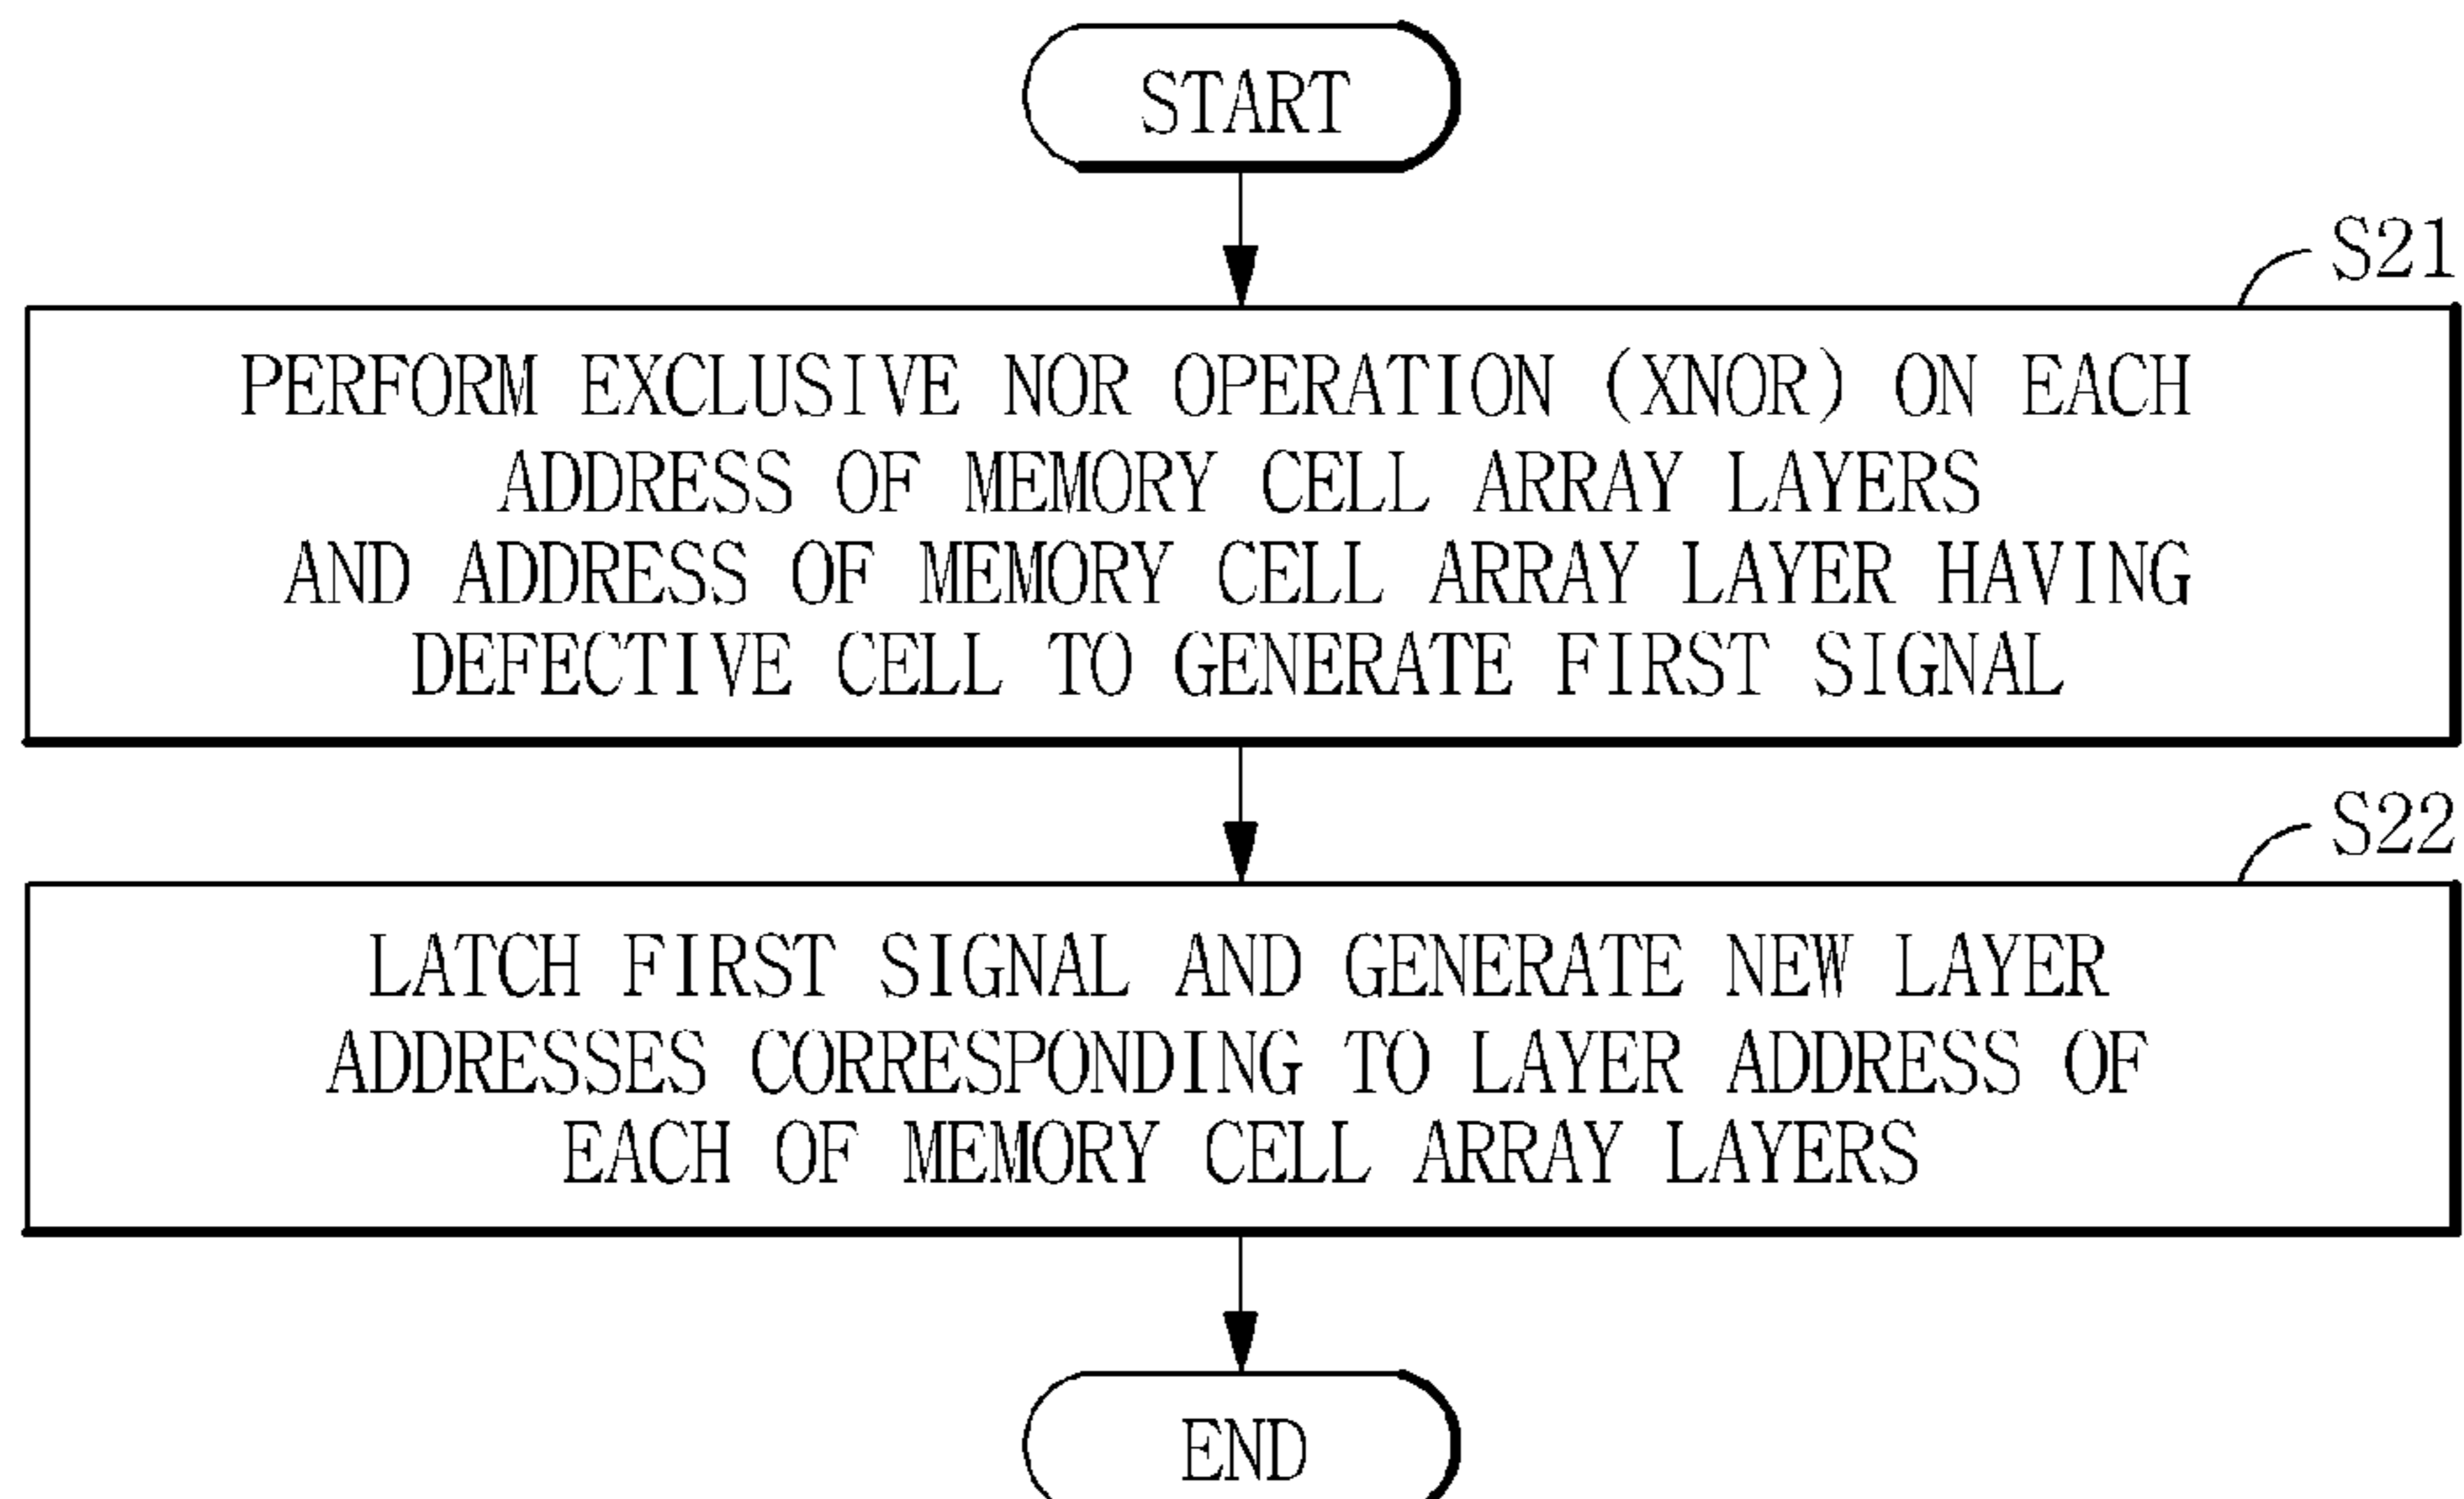 START
S21
PERFORM EXCLUSIVE NOR OPERATION (XNOR) ON EACH
ADDRESS OF MEMORY CELL ARRAY LAYERS
AND ADDRESS OF MEMORY CELL ARRAY LAYER HAVING
DEFECTIVE CELL TO GENERATE FIRST SIGNAL
S22
LATCH FIRST SIGNAL AND GENERATE NEW LAYER
ADDRESSES CORRESPONDING TO LAYER ADDRESS OF
EACH OF MEMORY CELL ARRAY LAYERS
END